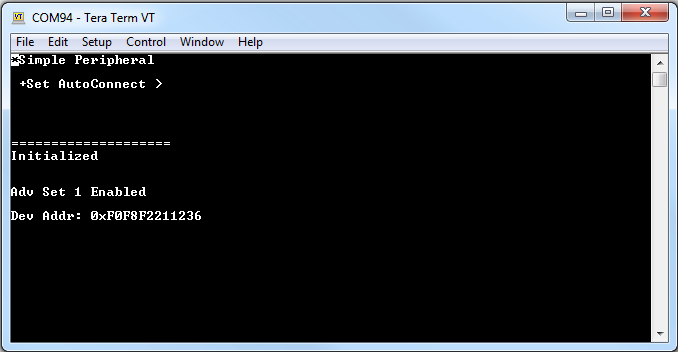 COM94 - Tera Term VT
File Edit Setup Control Window Help
*Simple Peripheral
+Set AutoConnect >
====================
Initialized
Adv Set 1 Enabled
Dev Addr: 0xF0F8F2211236